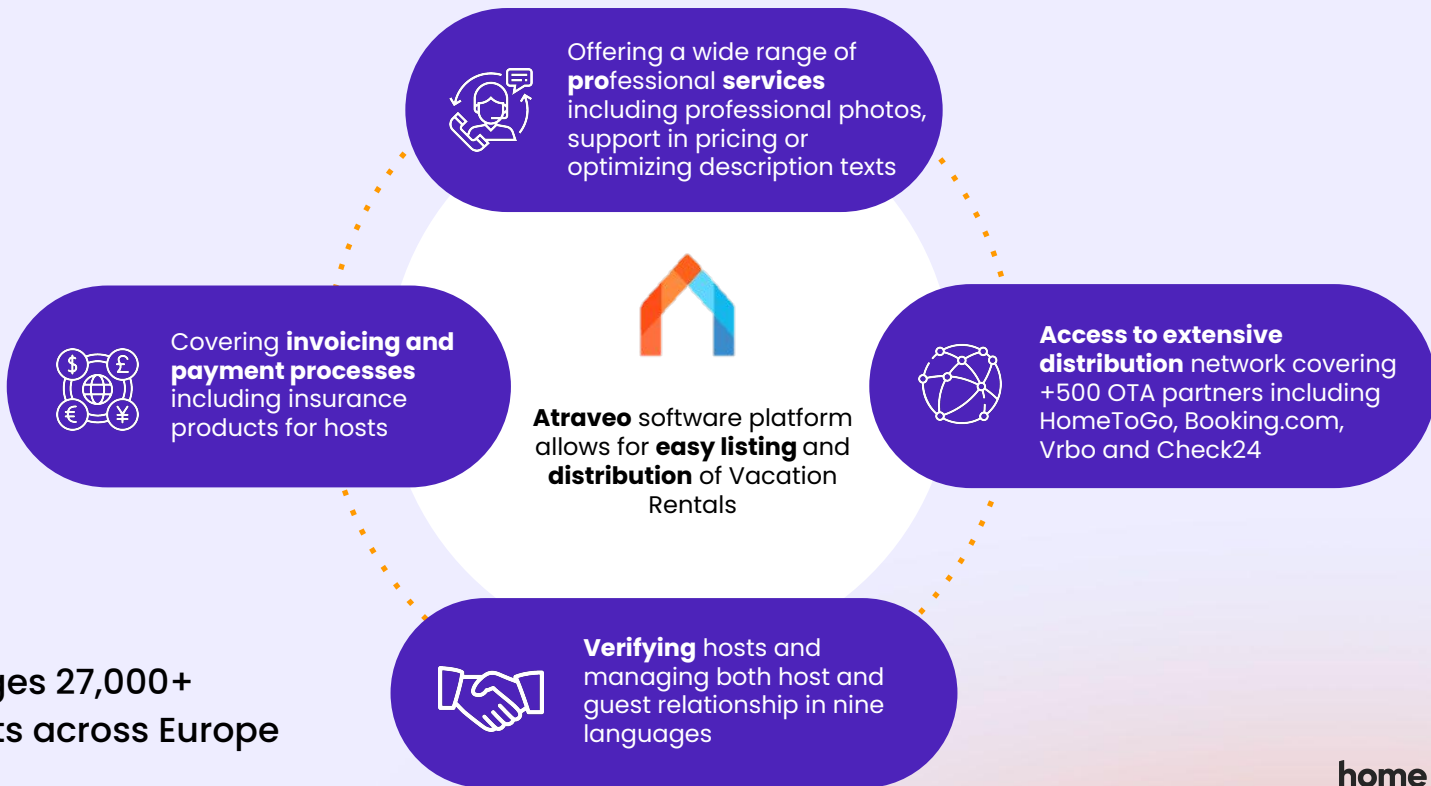 Offering a wide range of
professional services
including professional photos,
support in pricing or
optimizing description texts
Covering invoicing and
payment processes
including insurance
products for hosts
$
£
€
¥
Atraveo software platform
allows for easy listing and
distribution of Vacation
Rentals
Access to extensive
distribution network covering
+500 OTA partners including
HomeToGo, Booking.com,
Vrbo and Check24
Verifying hosts and
managing both host and
guest relationship in nine
languages
ges 27,000+
ts across Europe
home